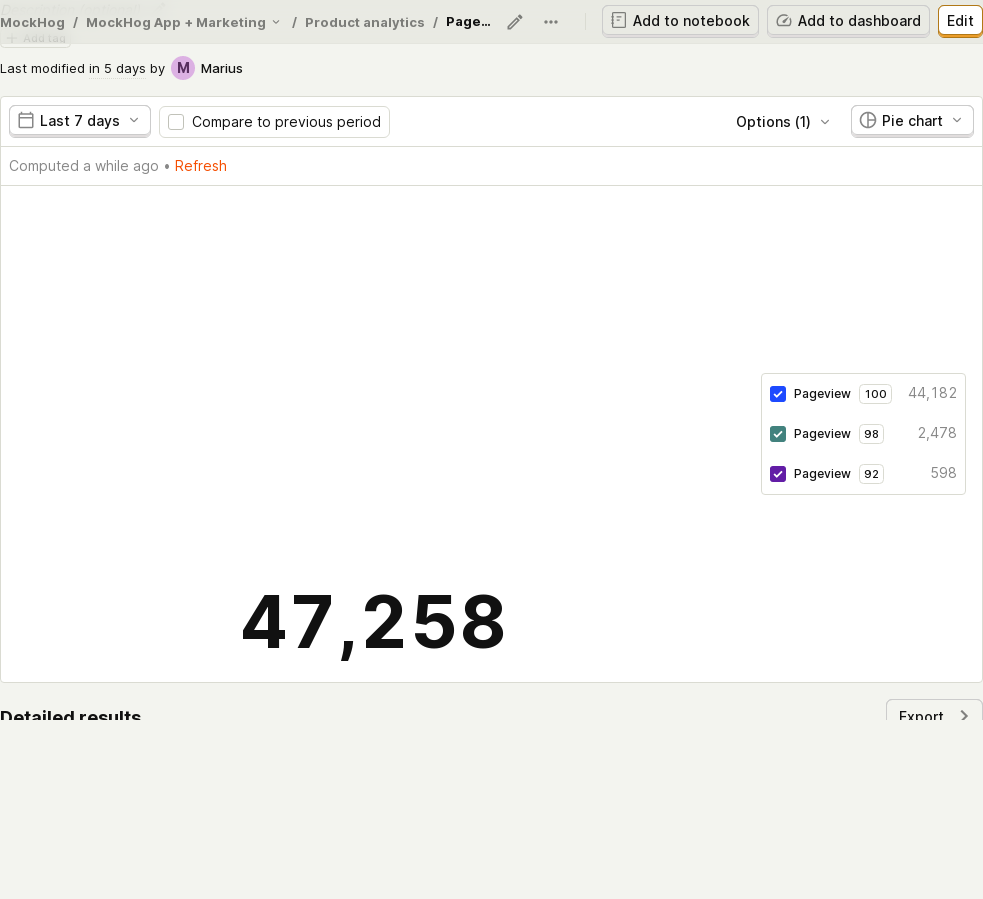 MockHog / MockHog App + Marketing / Product analytics / Page...
Add to notebook
Add to dashboard
Edit
Add tag
Last modified in 5 days by M Marius
Last 7 days
Compare to previous period
Options (1)
Pie chart
Computed a while ago • Refresh
Pageview 100 44,182
Pageview 98 2,478
Pageview 92 598
47,258
Detailed results
Export